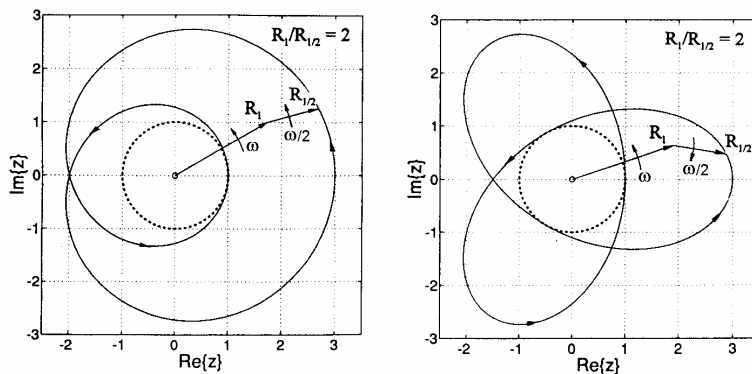 R₁/R₁/₂ = 2
3
2
1
0
-1
-2
-3
Im{z}
R₁
R₁/₂
ω
ω/2
-2
-1
0
1
2
3
Re{z}
R₁/R₁/₂ = 2
3
2
1
0
-1
-2
-3
Im{z}
R₁
R₁/₂
ω
ω/2
-2
-1
0
1
2
3
Re{z}